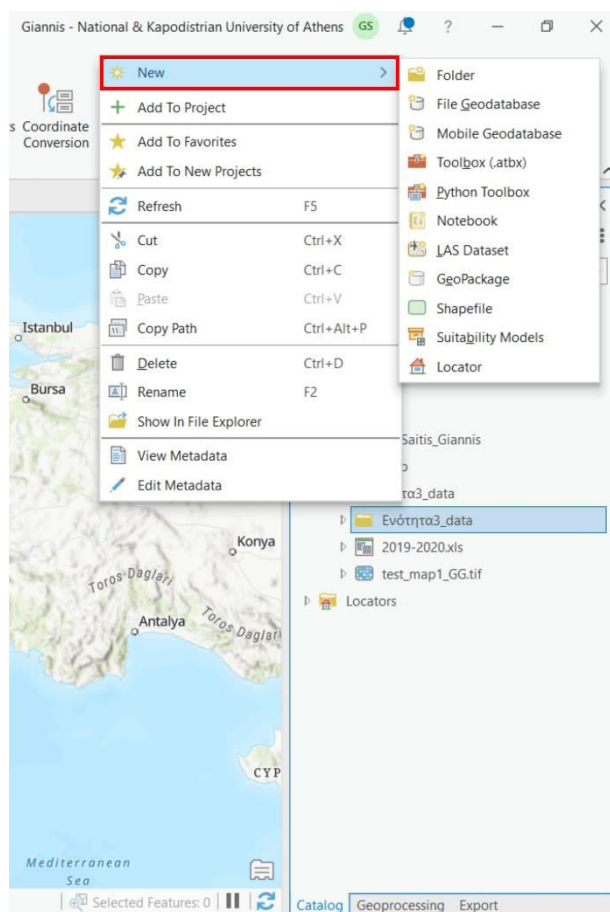 Giannis - National & Kapodistrian University of Athens GS ?
s Coordinate
Conversion
New
Add To Project
Add To Favorites
Add To New Projects
Refresh F5
Cut Ctrl+X
Copy Ctrl+C
Paste Ctrl+V
Copy Path Ctrl+Alt+P
Delete Ctrl+D
Rename F2
Show In File Explorer
View Metadata
Edit Metadata
Folder
File Geodatabase
Mobile Geodatabase
Toolbox (.atbx)
Python Toolbox
Notebook
LAS Dataset
GeoPackage
Shapefile
Suitability Models
Locator
Saitis_Giannis
τα3_data
Ενότητα3_data
2019-2020.xls
test_map1_GG.tif
Locators
Istanbul
Bursa
Konya
Toros Daglari
Antalya
Toros Daglari
CYP
Mediterranean
Sea
Selected Features: 0
Catalog Geoprocessing Export